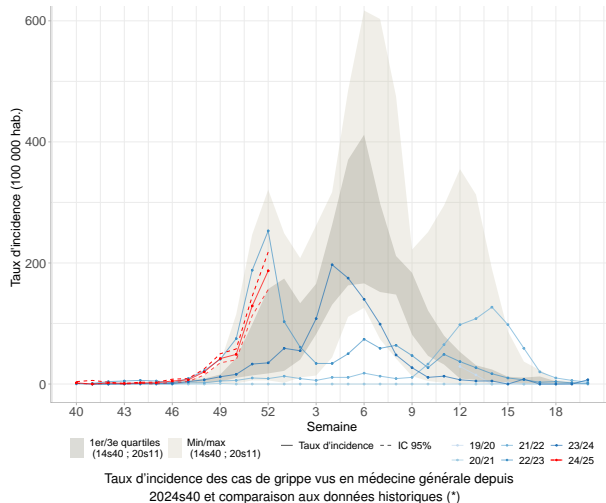 600
400
200
0
Taux d'incidence (100 000 hab.)
40 43 46 49 52 3 6 9 12 15 18
Semaine
1er/3e quartiles
(14s40 ; 20s11)
Min/max
(14s40 ; 20s11)
Taux d'incidence
IC 95%
19/20 21/22 23/24
20/21 22/23 24/25
Taux d'incidence des cas de grippe vus en médecine générale depuis
2024s40 et comparaison aux données historiques (*)